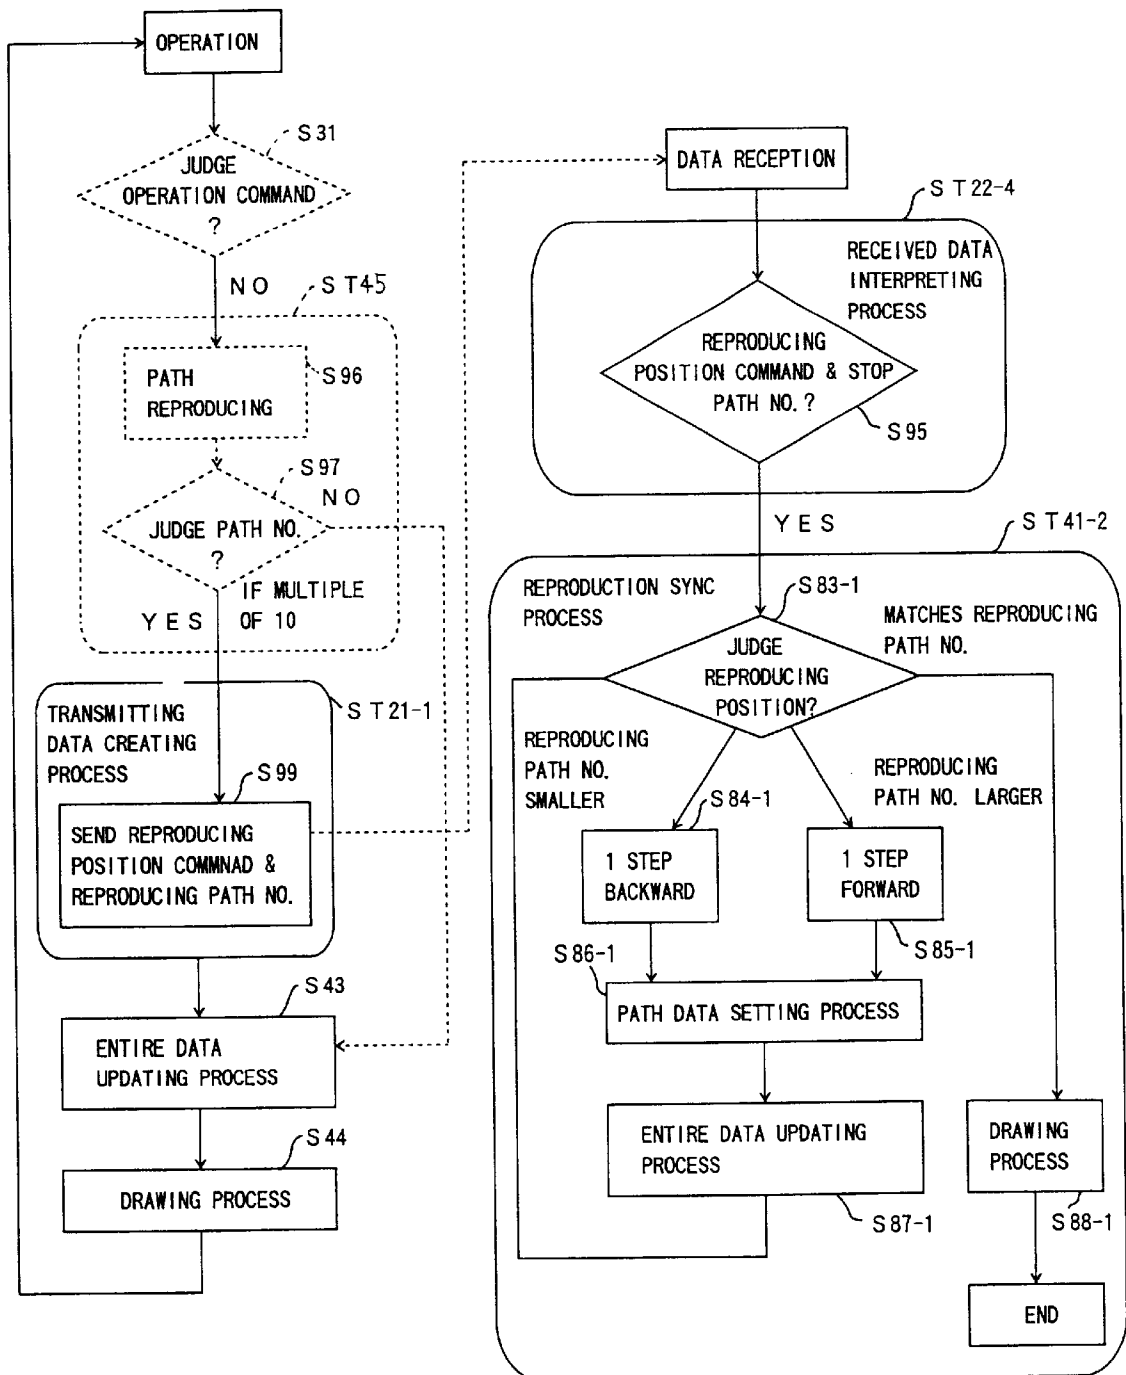 OPERATION
S31
JUDGE
OPERATION COMMAND
?
NO
ST45
PATH
REPRODUCING
S96
S97
NO
JUDGE PATH NO.
?
YES
IF MULTIPLE
OF 10
ST21-1
TRANSMITTING
DATA CREATING
PROCESS
S99
SEND REPRODUCING
POSITION COMMNAD &
REPRODUCING PATH NO.
S43
ENTIRE DATA
UPDATING PROCESS
S44
DRAWING PROCESS
DATA RECEPTION
ST22-4
RECEIVED DATA
INTERPRETING
PROCESS
REPRODUCING
POSITION COMMAND & STOP
PATH NO.?
S95
YES
ST41-2
REPRODUCTION SYNC
PROCESS
S83-1
MATCHES REPRODUCING
PATH NO.
JUDGE
REPRODUCING
POSITION?
REPRODUCING
PATH NO.
SMALLER
REPRODUCING
PATH NO. LARGER
S84-1
1 STEP
BACKWARD
1 STEP
FORWARD
S86-1
S85-1
PATH DATA SETTING PROCESS
ENTIRE DATA UPDATING
PROCESS
S87-1
DRAWING
PROCESS
S88-1
END